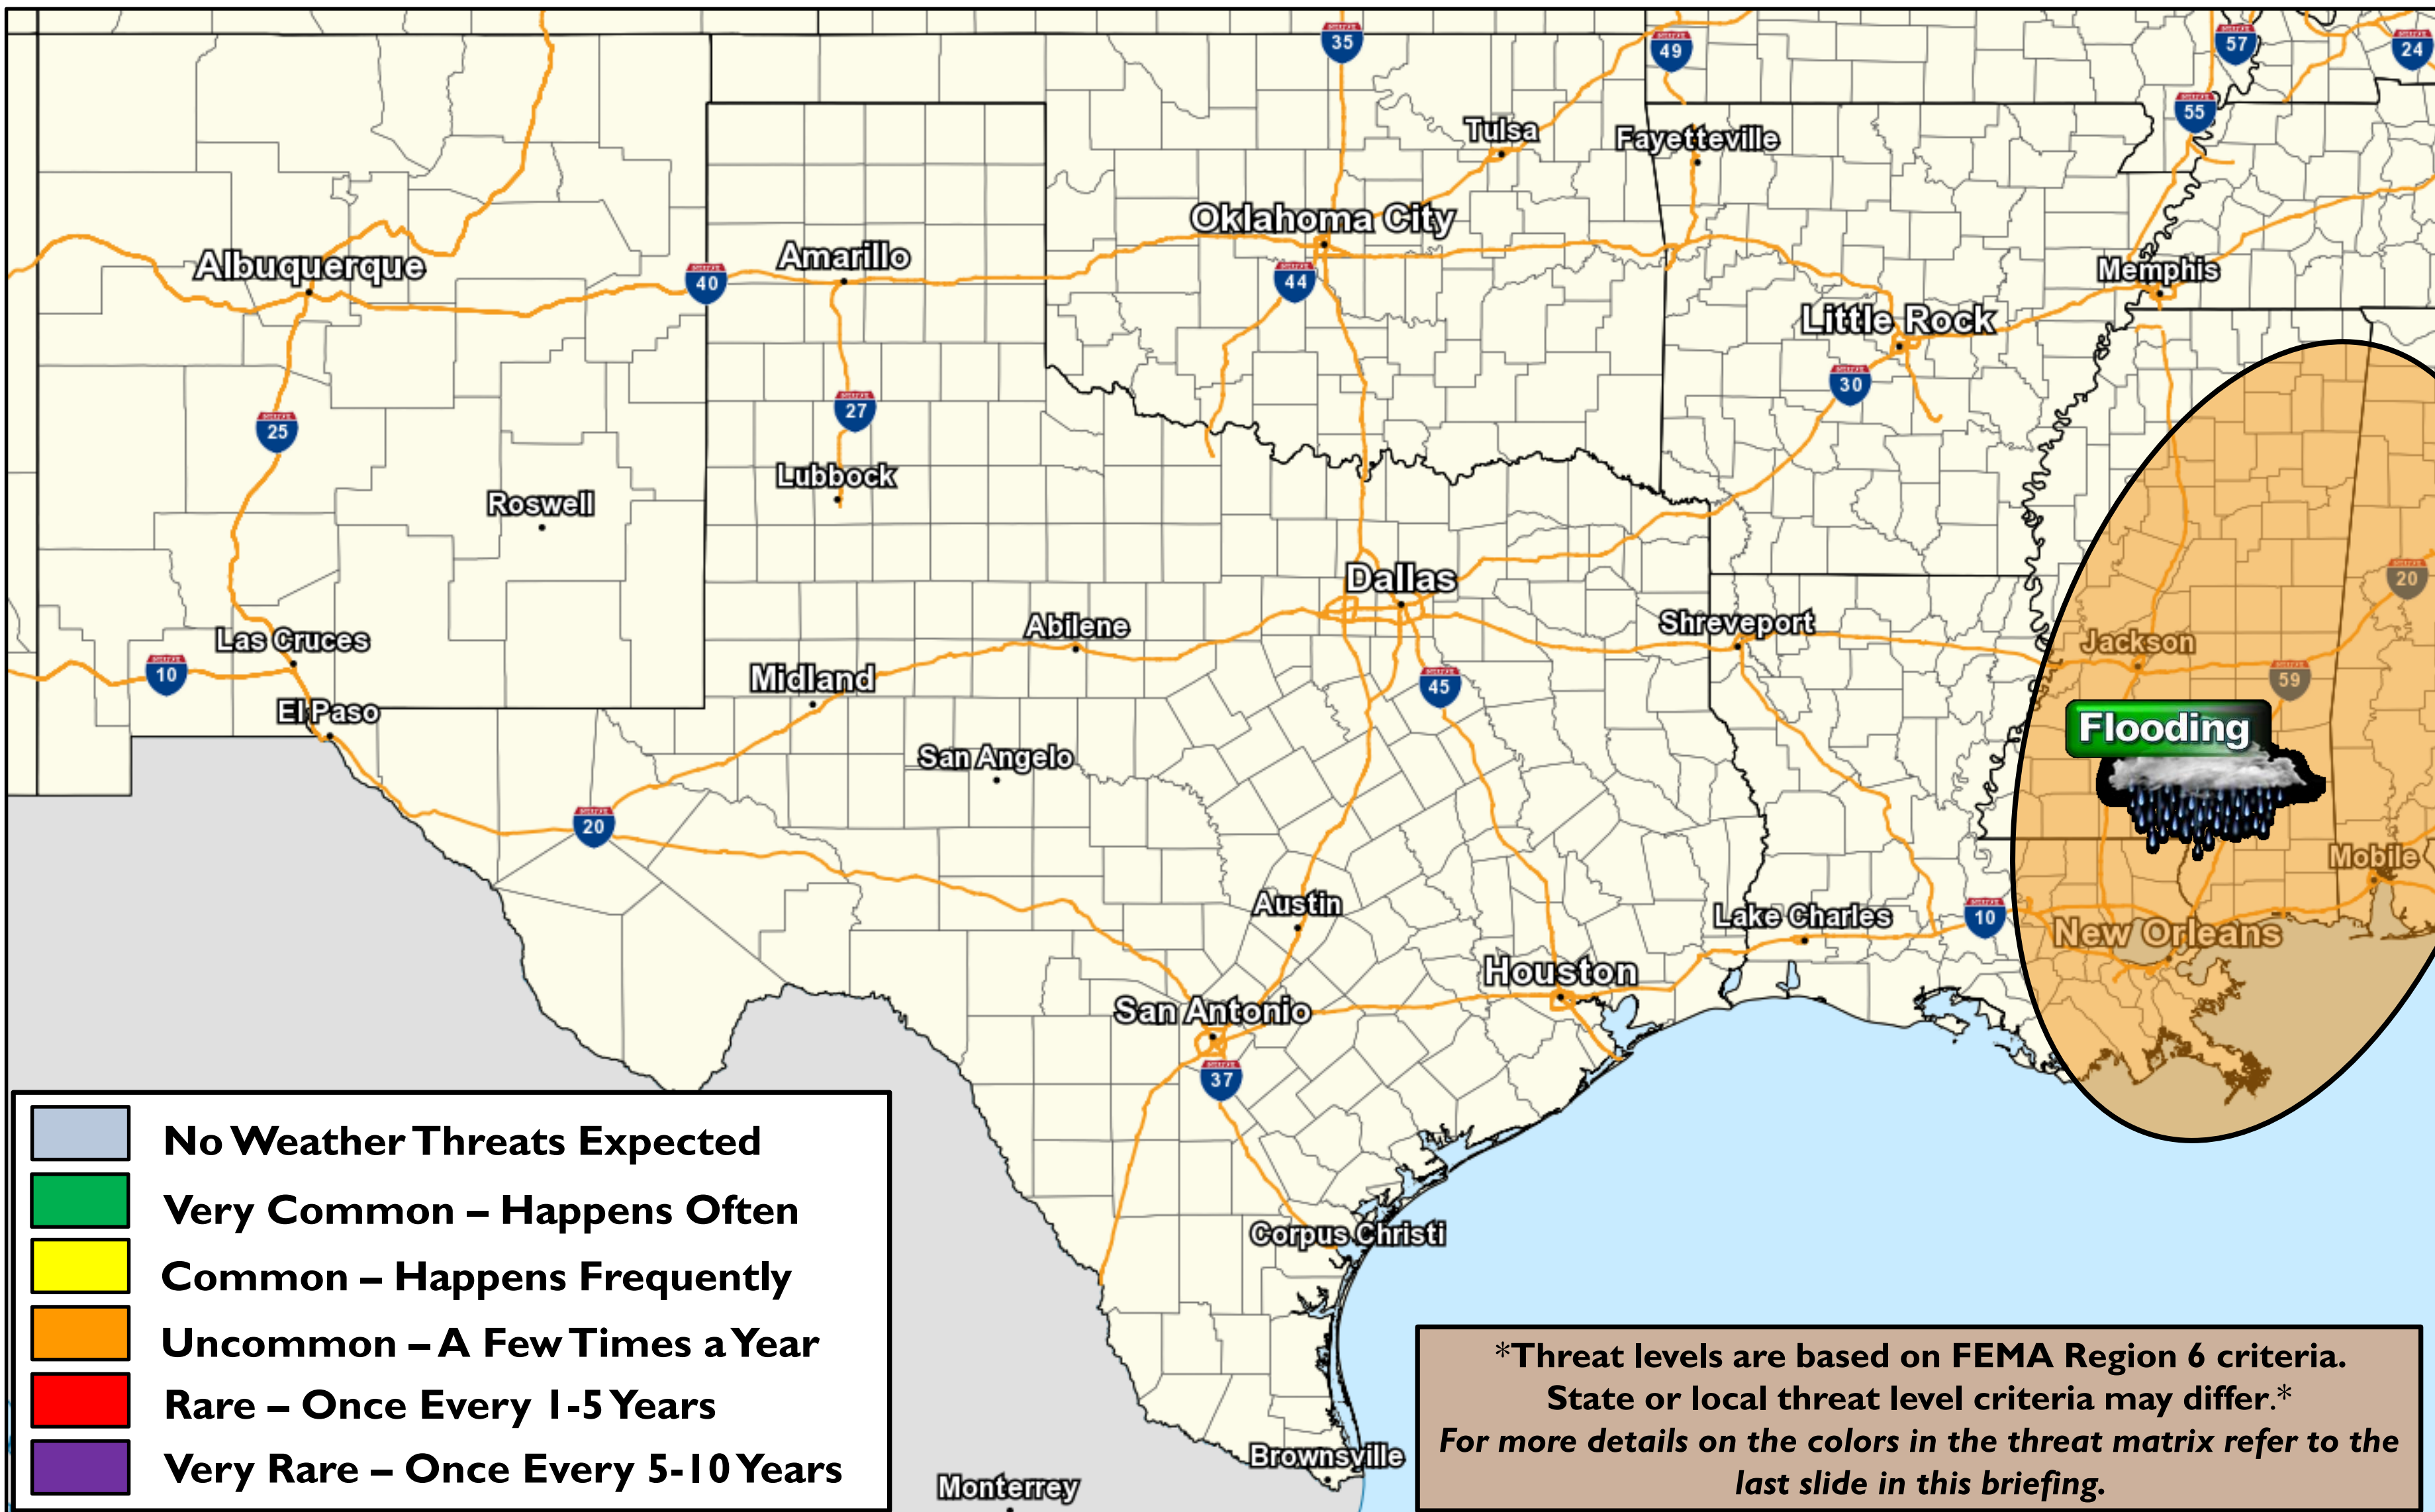 35
49
57
24
55
Tulsa
Fayetteville
Oklahoma City
Albuquerque
Amarillo
40
44
Memphis
Little Rock
30
25
27
Lubbock
Roswell
Dallas
20
Las Cruces
Abilene
Shreveport
Jackson
10
Midland
45
59
El Paso
Flooding
San Angelo
20
Mobile
Austin
Lake Charles
10
New Orleans
Houston
San Antonio
37
Corpus Christi
Brownsville
Monterrey
No Weather Threats Expected
Very Common – Happens Often
Common – Happens Frequently
Uncommon – A Few Times a Year
Rare – Once Every 1-5 Years
Very Rare – Once Every 5-10 Years
*Threat levels are based on FEMA Region 6 criteria.
State or local threat level criteria may differ.*
For more details on the colors in the threat matrix refer to the
last slide in this briefing.